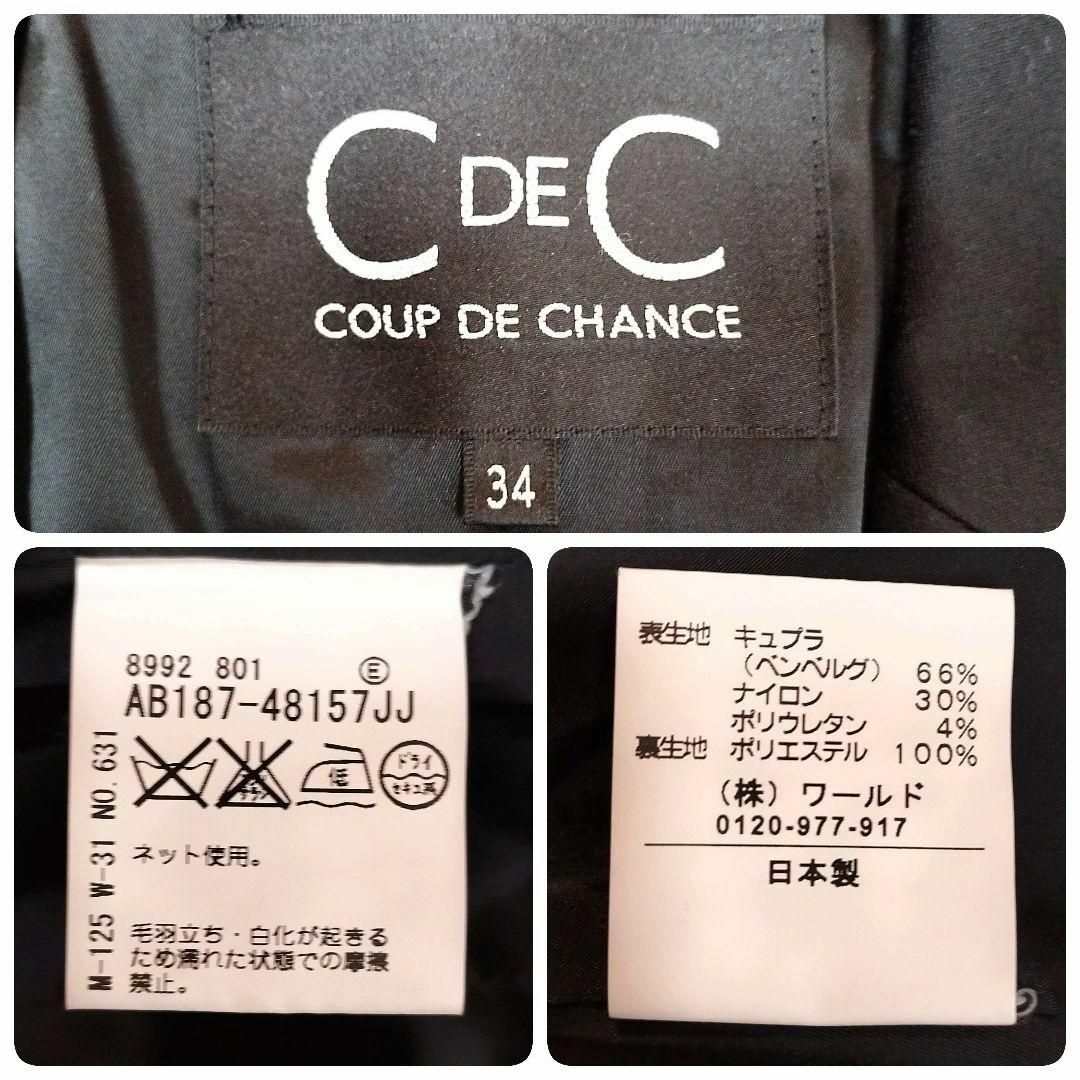 C DE C
COUP DE CHANCE
34
8992 801 Ⓔ
AB187-48157JJ
低
ドライ
セキユ系
M-125 W-31 NO.631
ネット使用。
毛羽立ち・白化が起きる
ため濡れた状態での摩擦
禁止。
表生地 キュプラ
(ベンベルグ) 66%
ナイロン 30%
ポリウレタン 4%
裏生地 ポリエステル 100%
(株)ワールド
0120-977-917
日本製